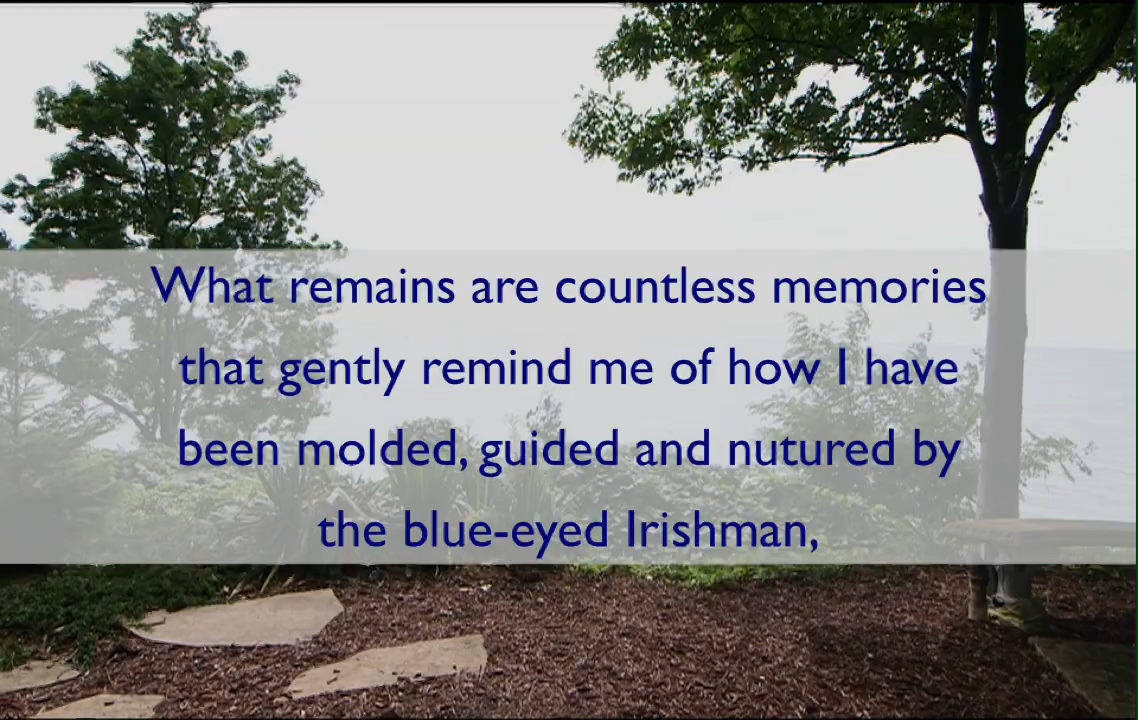 What remains are countless memories
that gently remind me of how I have
been molded, guided and nutured by
the blue-eyed Irishman,